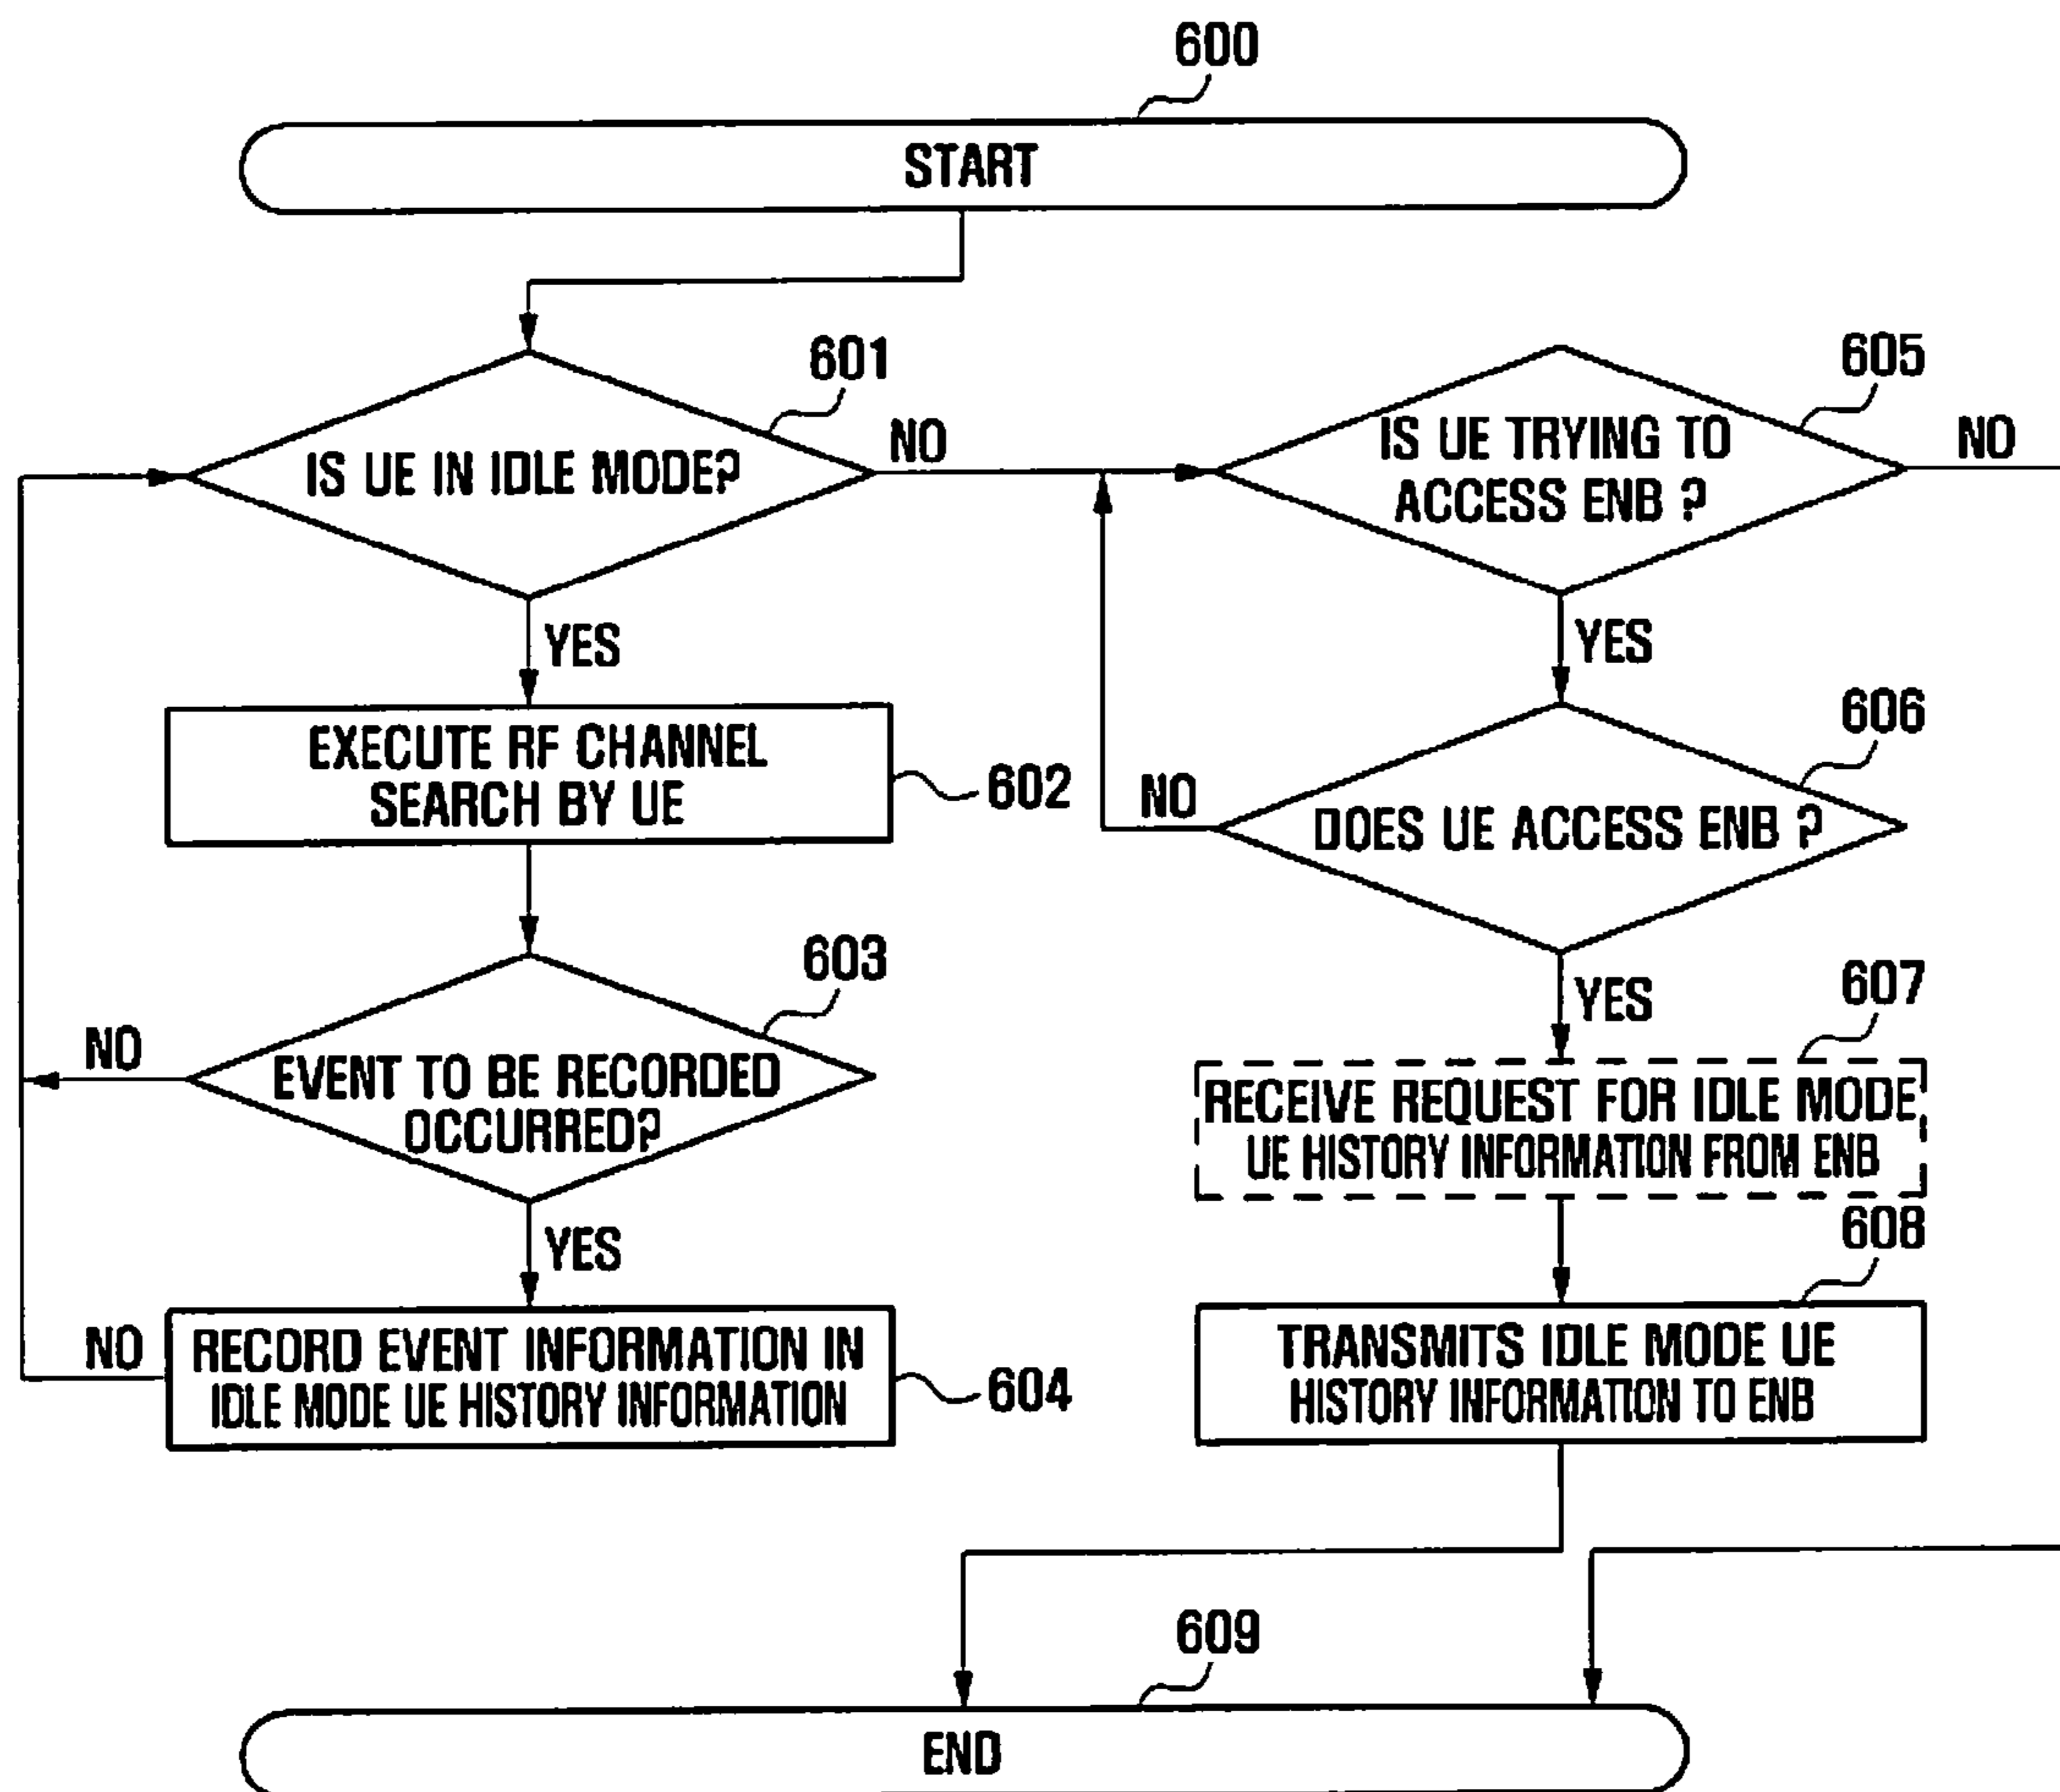 600
START
601
IS UE IN IDLE MODE?
NO
605
IS UE TRYING TO
ACCESS ENB ?
NO
YES
EXECUTE RF CHANNEL
SEARCH BY UE
602
YES
606
DOES UE ACCESS ENB ?
NO
603
EVENT TO BE RECORDED
OCCURRED?
NO
YES
607
RECEIVE REQUEST FOR IDLE MODE
UE HISTORY INFORMATION FROM ENB
YES
NO
RECORD EVENT INFORMATION IN
IDLE MODE UE HISTORY INFORMATION
604
608
TRANSMITS IDLE MODE UE
HISTORY INFORMATION TO ENB
609
END